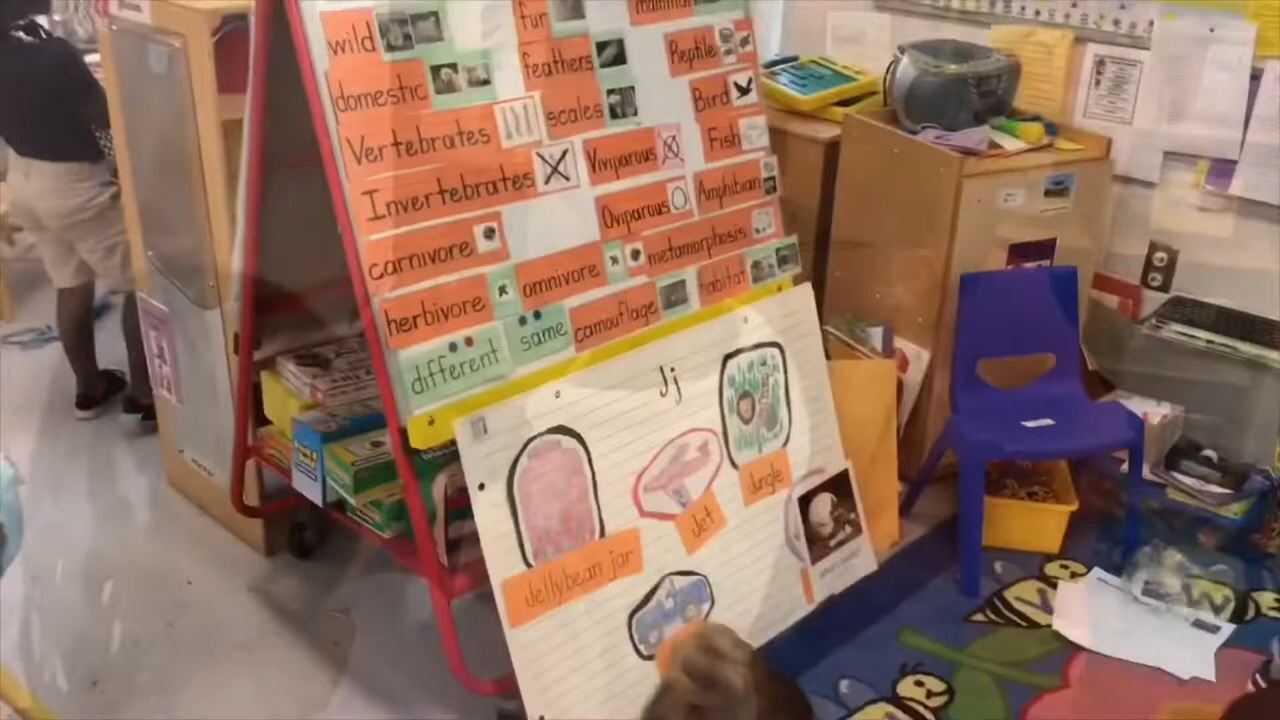 wild
fur
mammal
domestic
feathers
Reptile
Vertebrates
scales
Bird
Invertebrates
Viviparous
Fish
carnivore
Oviparous
Amphibian
herbivore
omnivore
metamorphosis
different
same
camouflage
habitat
Jj
Jellybean jar
Jet
Jungle